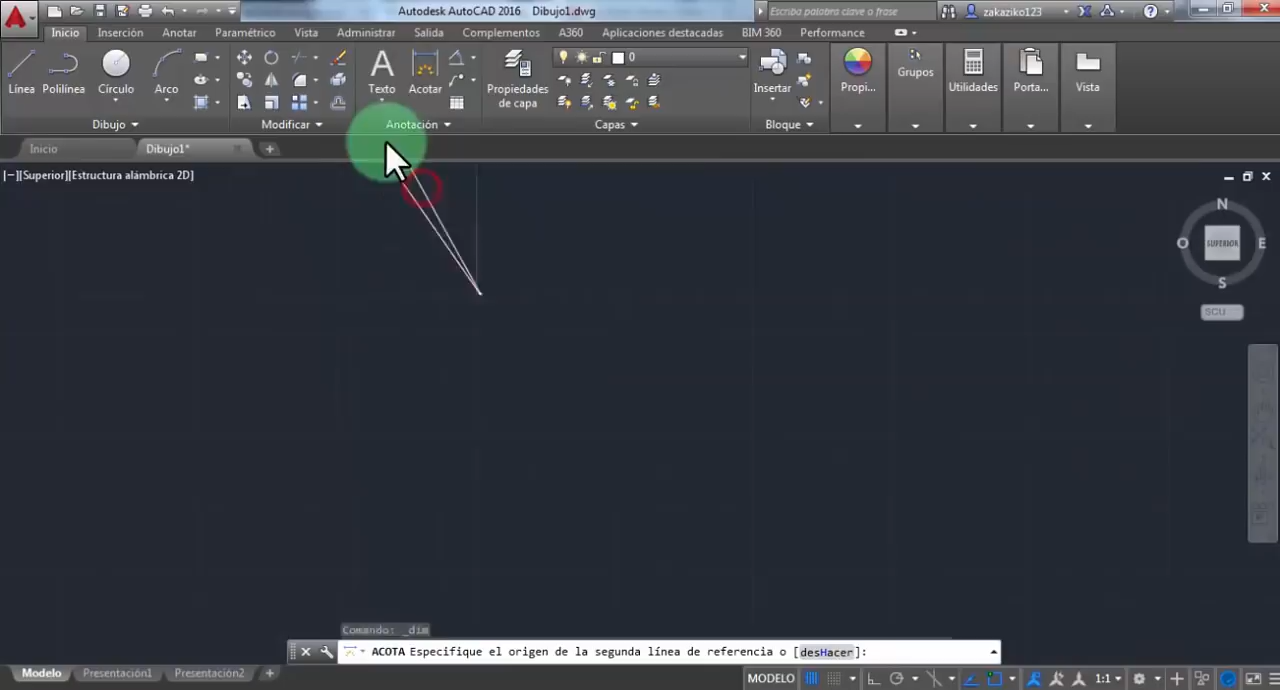 Autodesk AutoCAD 2016 Dibujo1.dwg
Escriba palabra clave o frase
zakaziko123
Inicio Inserción Anotar Paramétrico Vista Administrar Salida Complementos A360 Aplicaciones destacadas BIM 360 Performance
0
Línea Polilínea Círculo Arco Texto Acotar Propiedades de capa Insertar Propi... Grupos Utilidades Porta... Vista
Dibujo Modificar Anotación Capas Bloque
Inicio Dibujo1*
[−][Superior][Estructura alámbrica 2D]
N
O SUPERIOR E
S
SCU
Comando: _dim
ACOTA Especifique el origen de la segunda línea de referencia o [desHacer]:
Modelo Presentación1 Presentación2
MODELO 1:1